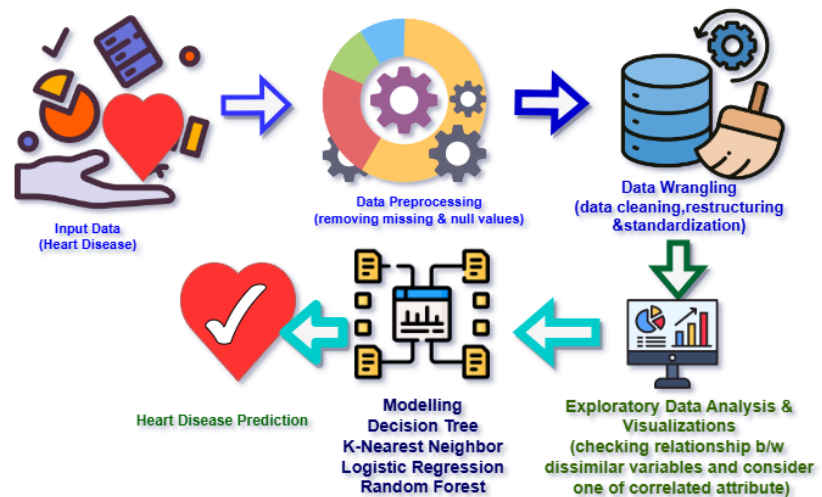 Input Data
(Heart Disease)
Data Preprocessing
(removing missing & null values)
Data Wrangling
(data cleaning,restructuring
&standardization)
Exploratory Data Analysis &
Visualizations
(checking relationship b/w
dissimilar variables and consider
one of correlated attribute)
Modelling
Decision Tree
K-Nearest Neighbor
Logistic Regression
Random Forest
Heart Disease Prediction